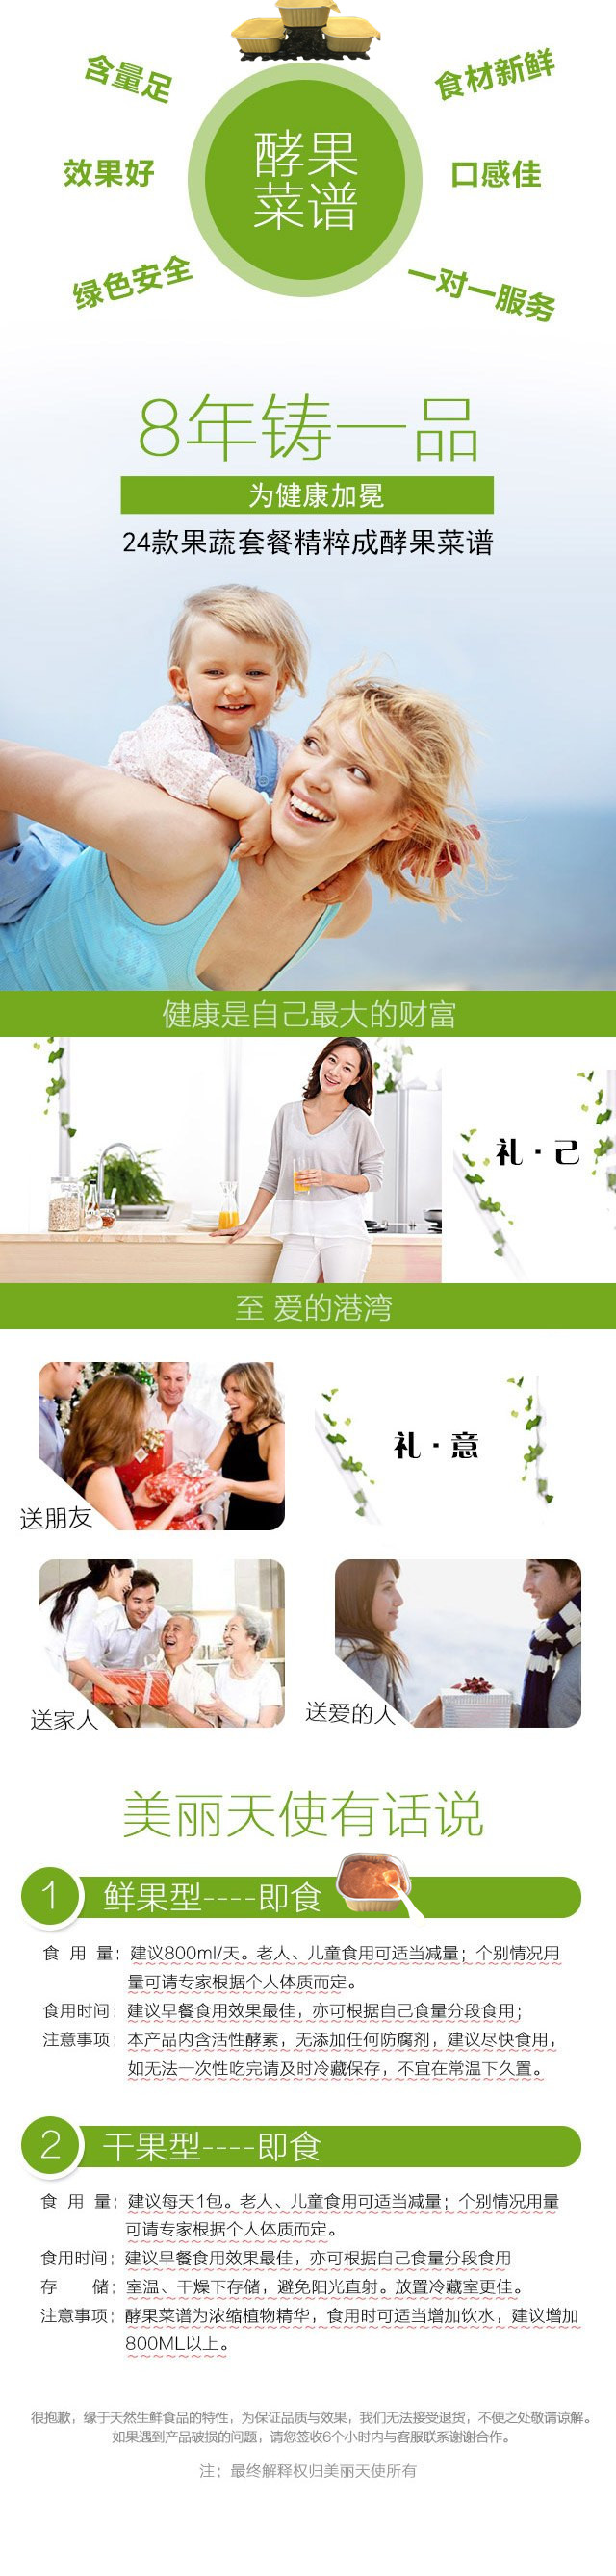 含量足
食材新鲜
效果好
酵果
菜谱
口感佳
绿色安全
一对一服务
8年铸一品
为健康加冕
24款果蔬套餐精粹成酵果菜谱
健康是自己最大的财富
礼·己
至 爱的港湾
礼·意
送朋友
送家人
送爱的人
美丽天使有话说
1 鲜果型----即食
食 用 量：建议800ml/天。老人、儿童食用可适当减量；个别情况用
量可请专家根据个人体质而定。
食用时间：建议早餐食用效果最佳，亦可根据自己食量分段食用；
注意事项：本产品内含活性酵素，无添加任何防腐剂，建议尽快食用，
如无法一次性吃完请及时冷藏保存，不宜在常温下久置。
2 干果型----即食
食 用 量：建议每天1包。老人、儿童食用可适当减量；个别情况用量
可请专家根据个人体质而定。
食用时间：建议早餐食用效果最佳，亦可根据自己食量分段食用
存 储：室温、干燥下存储，避免阳光直射。放置冷藏室更佳。
注意事项：酵果菜谱为浓缩植物精华，食用时可适当增加饮水，建议增加
800ML以上。
很抱歉，缘于天然生鲜食品的特性，为保证品质与效果，我们无法接受退货，不便之处敬请谅解。
如果遇到产品破损的问题，请您签收6个小时内与客服联系谢谢合作。
注：最终解释权归美丽天使所有